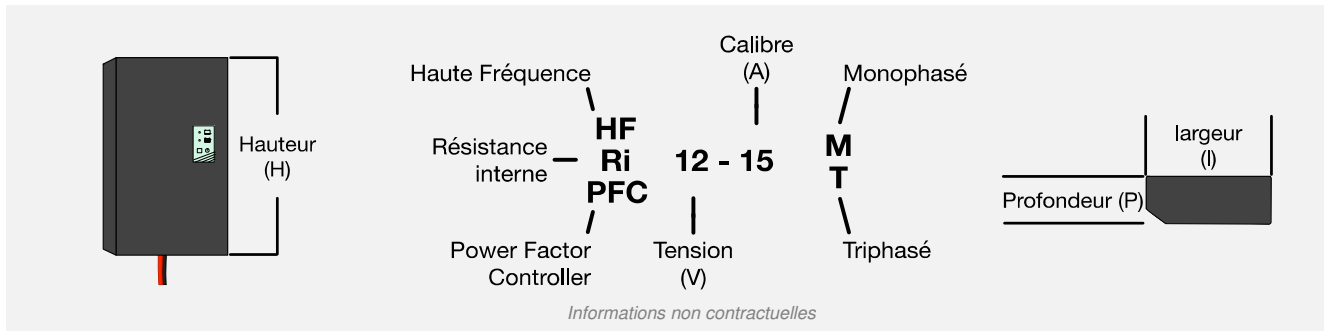 Hauteur
(H)
Haute Fréquence
Résistance
interne
Power Factor
Controller
HF
Ri
PFC
12 - 15
Calibre
(A)
Tension
(V)
Monophasé
M
T
Triphasé
largeur
(l)
Profondeur (P)
Informations non contractuelles